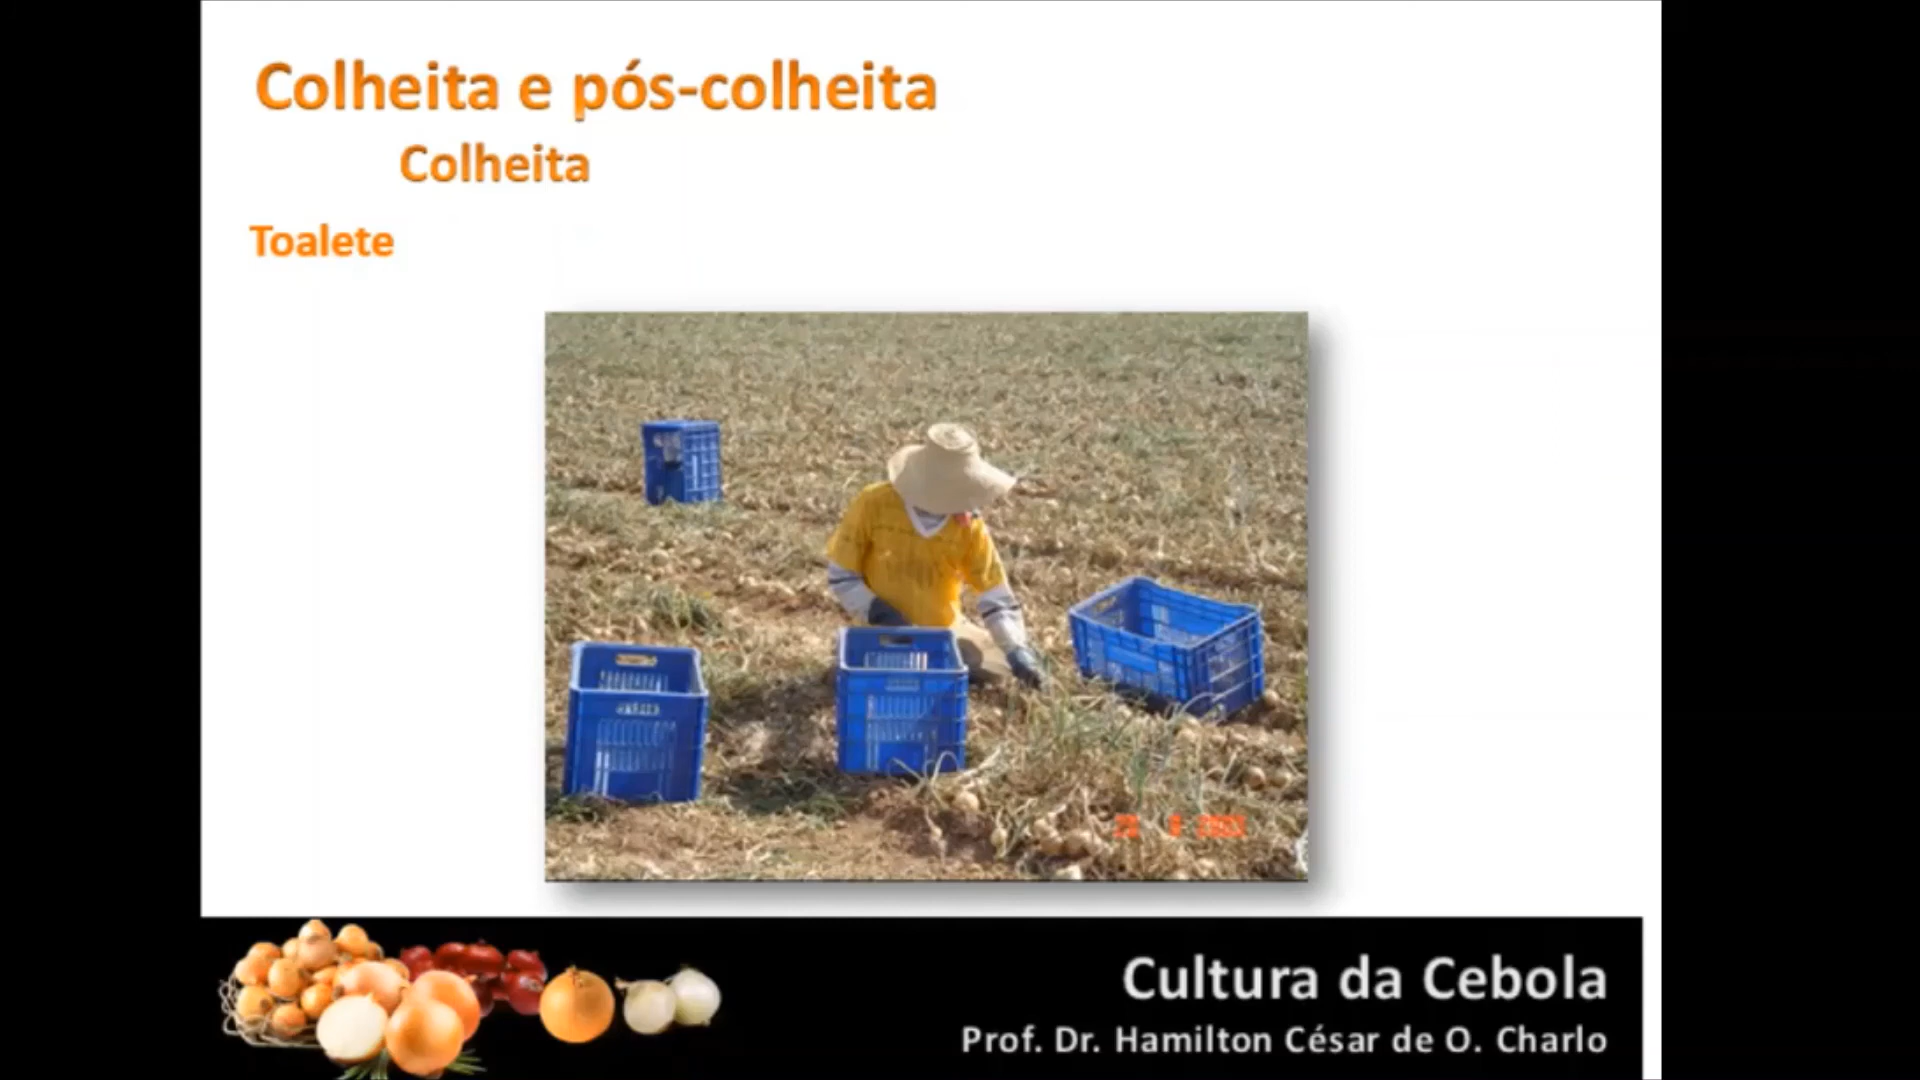 Colheita e pós-colheita
Colheita
Toalete
Cultura da Cebola
Prof. Dr. Hamilton César de O. Charlo